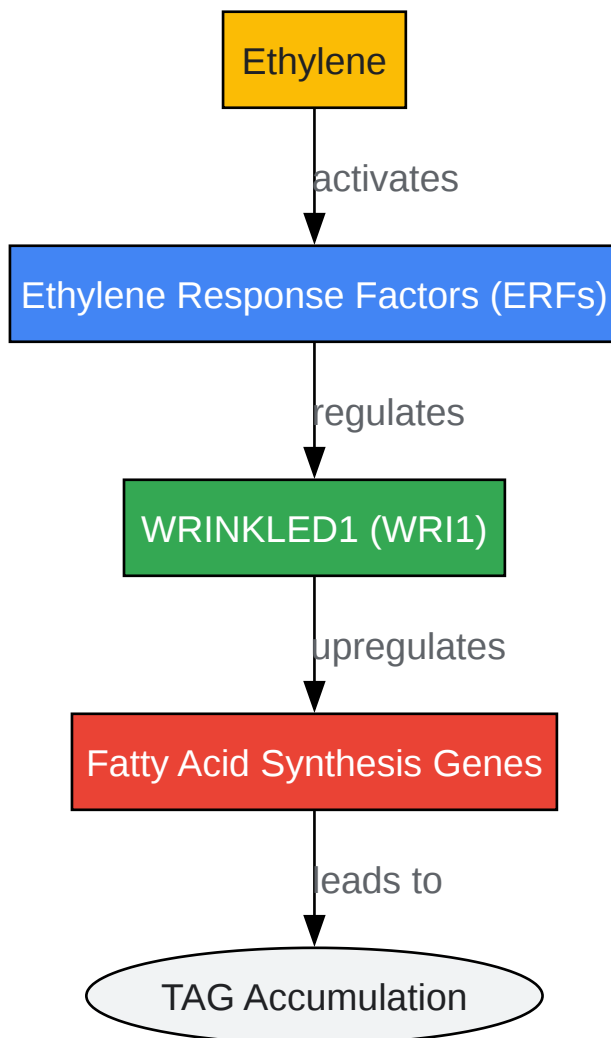 Ethylene
activates
Ethylene Response Factors (ERFs)
regulates
WRINKLED1 (WRI1)
upregulates
Fatty Acid Synthesis Genes
leads to
TAG Accumulation